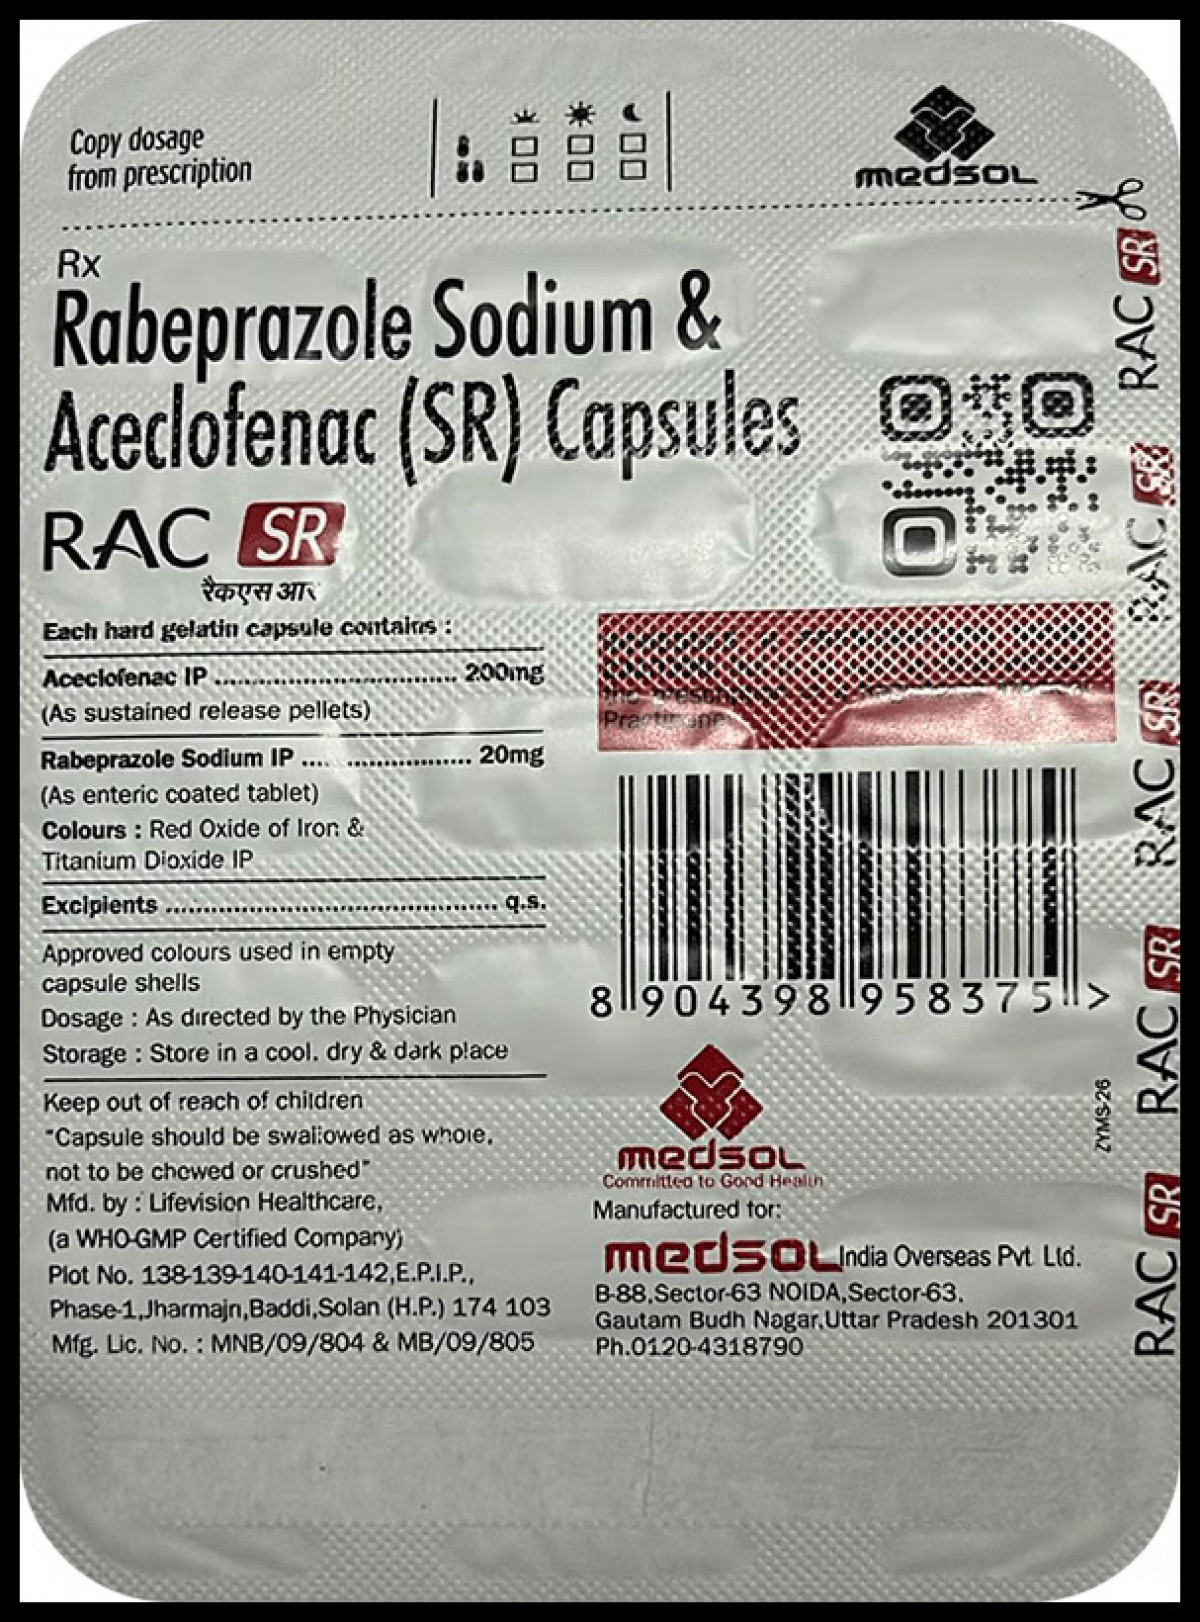 Copy dosage
from prescription
medsol
Rx
Rabeprazole Sodium &
Aceclofenac (SR) Capsules
RAC SR
रैकएस आर
Each hard gelatin capsule contains :
Aceclofenac IP ........................................ 200mg
(As sustained release pellets)
Rabeprazole Sodium IP .... .................... 20mg
(As enteric coated tablet)
Colours : Red Oxide of Iron &
Titanium Dioxide IP
Excipients ....................................................... q.s.
Approved colours used in empty
capsule shells
Dosage : As directed by the Physician
Storage : Store in a cool. dry & dark place
Keep out of reach of children
"Capsule should be swallowed as whole,
not to be chewed or crushed"
Mfd. by : Lifevision Healthcare,
(a WHO-GMP Certified Company)
Plot No. 138-139-140-141-142,E.P.I.P.,
Phase-1,Jharmajri,Baddi,Solan (H.P.) 174 103
Mfg. Lic. No. : MNB/09/804 & MB/09/805
the prescription
8 904398 958375 >
medsol
Committed to Good Health
Manufactured for:
medsol India Overseas Pvt. Ltd.
B-88,Sector-63 NOIDA,Sector-63.
Gautam Budh Nagar,Uttar Pradesh 201301
Ph.0120-4318790
ZYMS-26
RAC SR
RAC SR
RAC SR
RAC SR
RAC SR